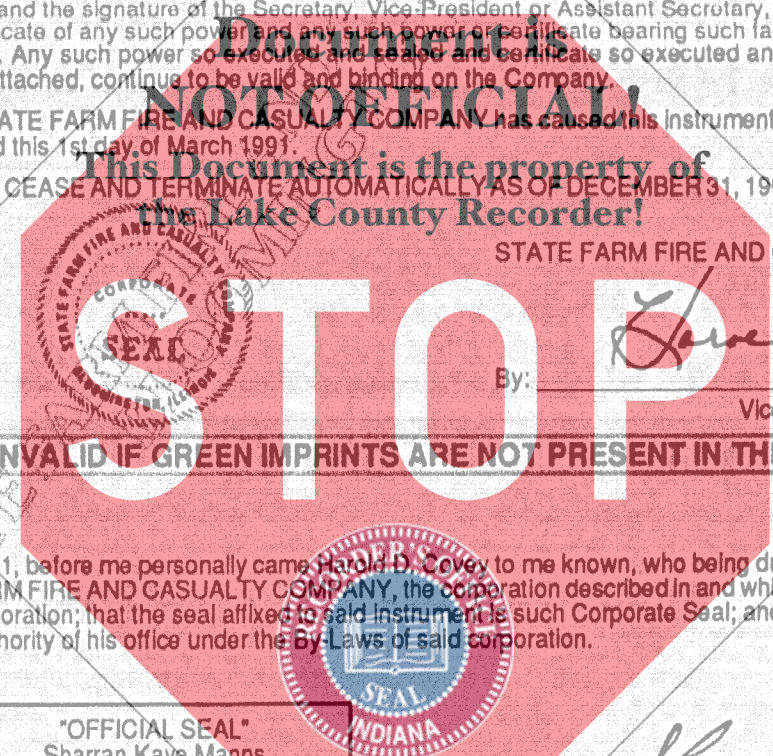 and the signature of the Secretary, Vice-President or Assistant Secretary,
cate of any such power and any such power or certificate bearing such fa
Document is
. Any such power so executed and sealed and certificate so executed an
ttached, continue to be valid and binding on the Company.
NOT OFFICIAL!
ATE FARM FIRE AND CASUALTY COMPANY has caused this instrument
d this 1st day of March 1991.
This Document is the property of
CEASE AND TERMINATE AUTOMATICALLY AS OF DECEMBER 31, 19
the Lake County Recorder!
STATE FARM FIRE AND CASUALTY COMPANY
CORPORATE
SEAL
BLOOMINGTON, ILLINOIS
STATE FARM FIRE AND
STOP
By:
Vic
NVALID IF GREEN IMPRINTS ARE NOT PRESENT IN TH
1, before me personally came Harold D. Covey to me known, who being du
RM FIRE AND CASUALTY COMPANY, the corporation described in and whi
oration; that the seal affixed to said instrument is such Corporate Seal; and
hority of his office under the By-Laws of said corporation.
RECORDER'S OFFICE
SEAL
INDIANA
"OFFICIAL SEAL"
Sharran Kaye Manns